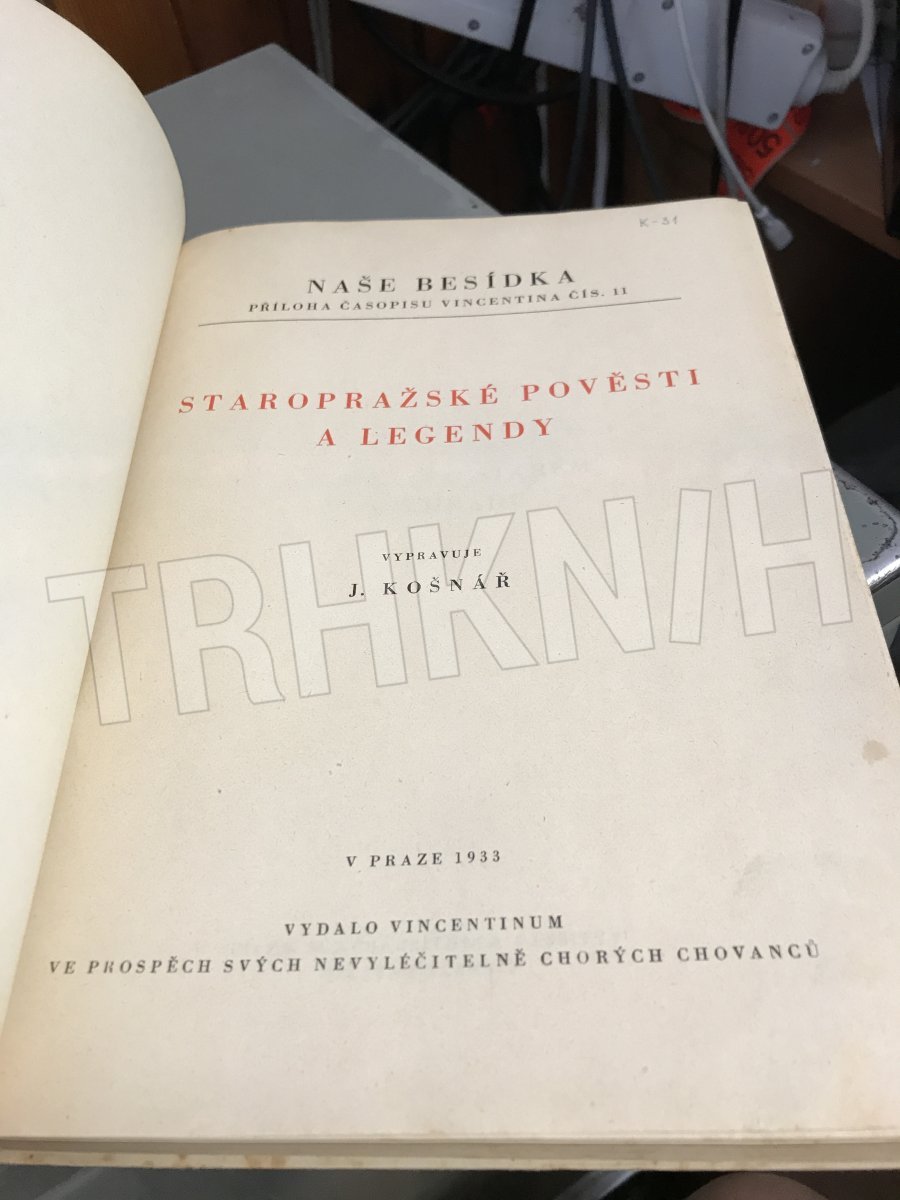 K-31
NAŠE BESÍDKA
PŘÍLOHA ČASOPISU VINCENTINA ČÍS. 11
STAROPRAŽSKÉ POVĚSTI
A LEGENDY
VYPRAVUJE
J. KOŠNÁŘ
TRHKN/H
V PRAZE 1933
VYDALO VINCENTINUM
VE PROSPĚCH SVÝCH NEVYLÉČITELNĚ CHORÝCH CHOVANCŮ